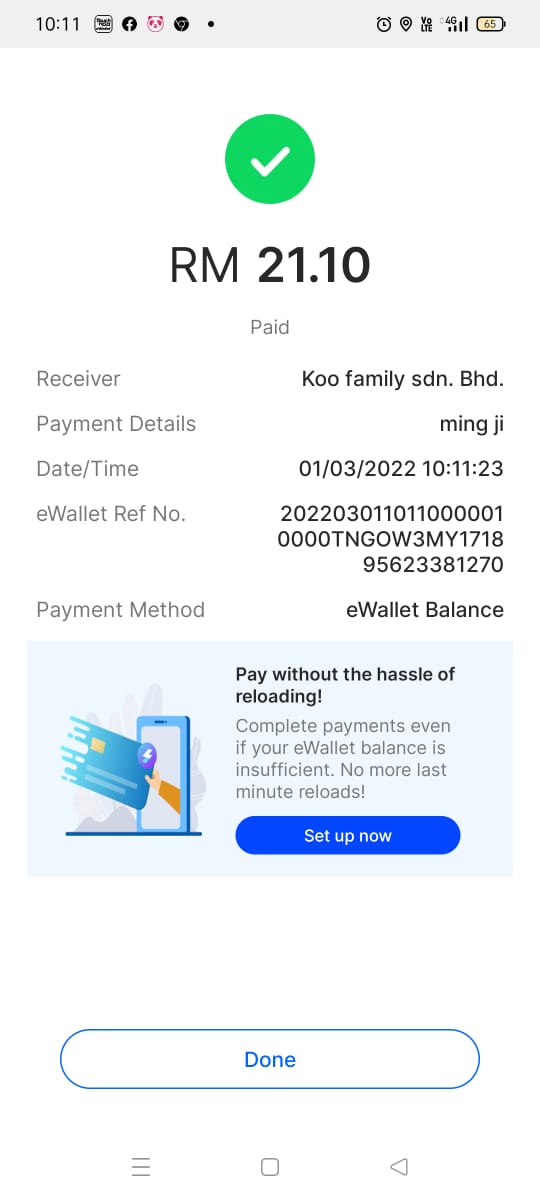 10:11
4G
65
RM 21.10
Paid
Receiver Koo family sdn. Bhd.
Payment Details ming ji
Date/Time 01/03/2022 10:11:23
eWallet Ref No. 202203011011000001
0000TNGOW3MY1718
95623381270
Payment Method eWallet Balance
Pay without the hassle of
reloading!
Complete payments even
if your eWallet balance is
insufficient. No more last
minute reloads!
Set up now
Done